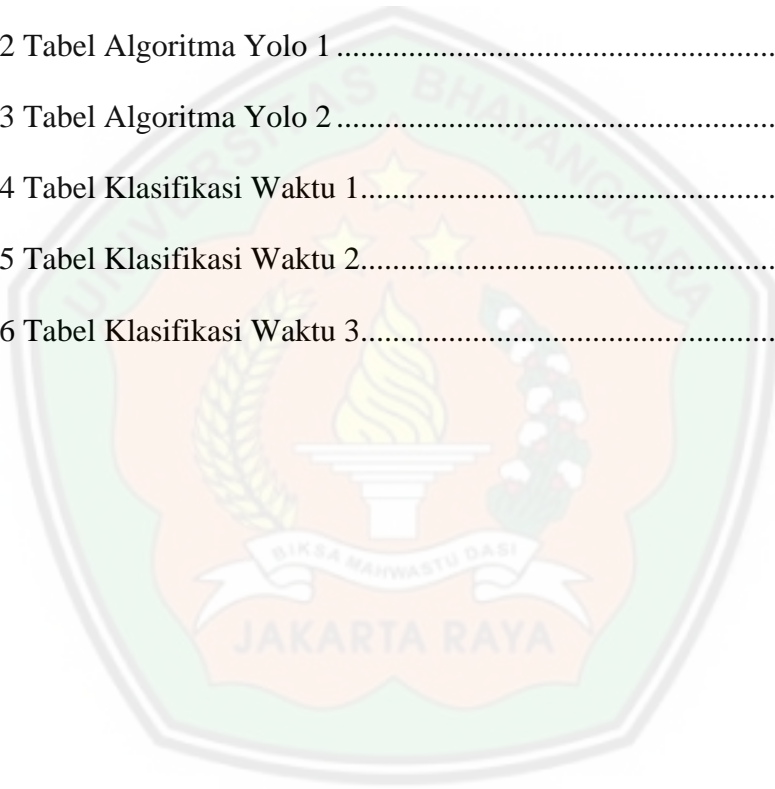 2 Tabel Algoritma Yolo 1.....................................................
3 Tabel Algoritma Yolo 2.....................................................
4 Tabel Klasifikasi Waktu 1..................................................
5 Tabel Klasifikasi Waktu 2..................................................
6 Tabel Klasifikasi Waktu 3..................................................
UNIVERSITAS BHAYANGKARA
BIKSA MAHWASTU DASI
JAKARTA RAYA